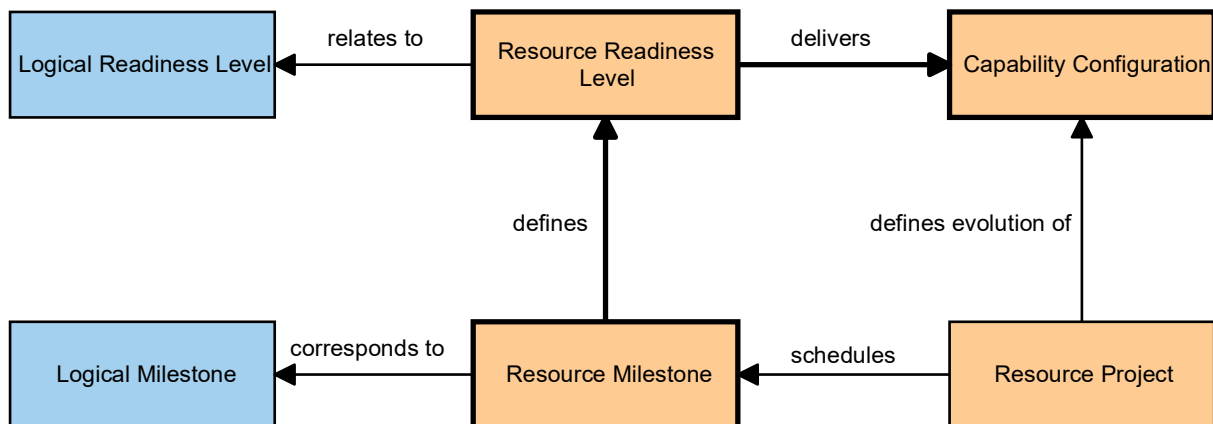 Logical Readiness Level
relates to
Resource Readiness
Level
delivers
Capability Configuration
defines
defines evolution of
Logical Milestone
corresponds to
Resource Milestone
schedules
Resource Project